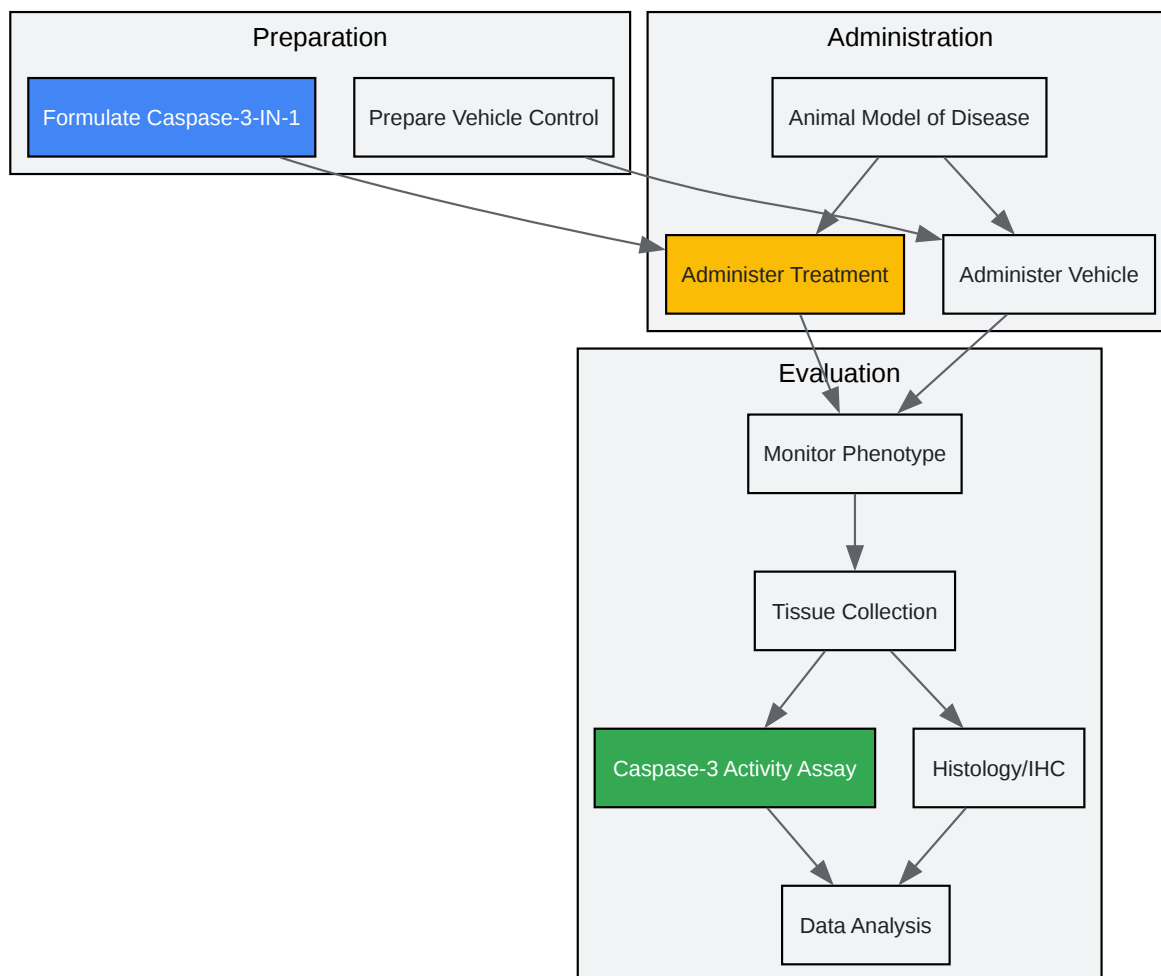 Preparation
Formulate Caspase-3-IN-1
Prepare Vehicle Control
Administration
Animal Model of Disease
Administer Treatment
Administer Vehicle
Evaluation
Monitor Phenotype
Tissue Collection
Caspase-3 Activity Assay
Histology/IHC
Data Analysis